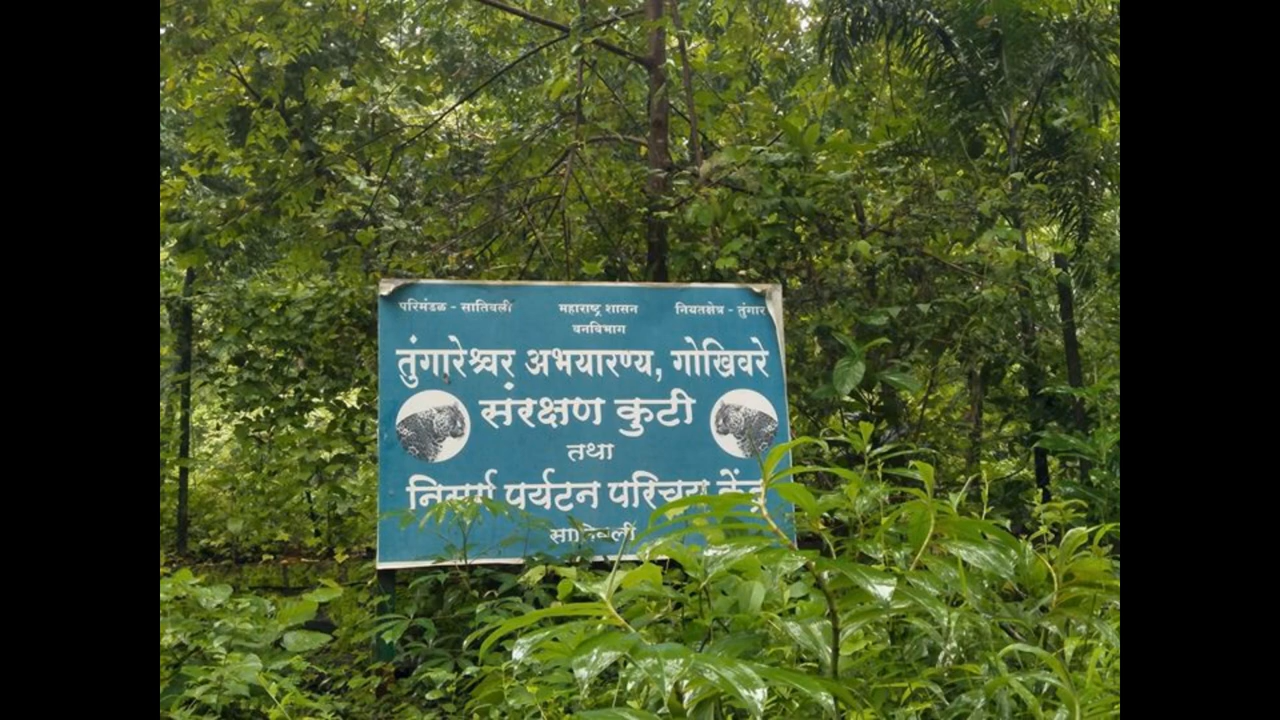 परिमंडळ - सातिवली महाराष्ट्र शासन नियतक्षेत्र - तुंगार
वनविभाग
तुंगारेश्वर अभयारण्य, गोखिवरे
संरक्षण कुटी
तथा
निसर्ग पर्यटन परिचय केंद्र
सातिवली